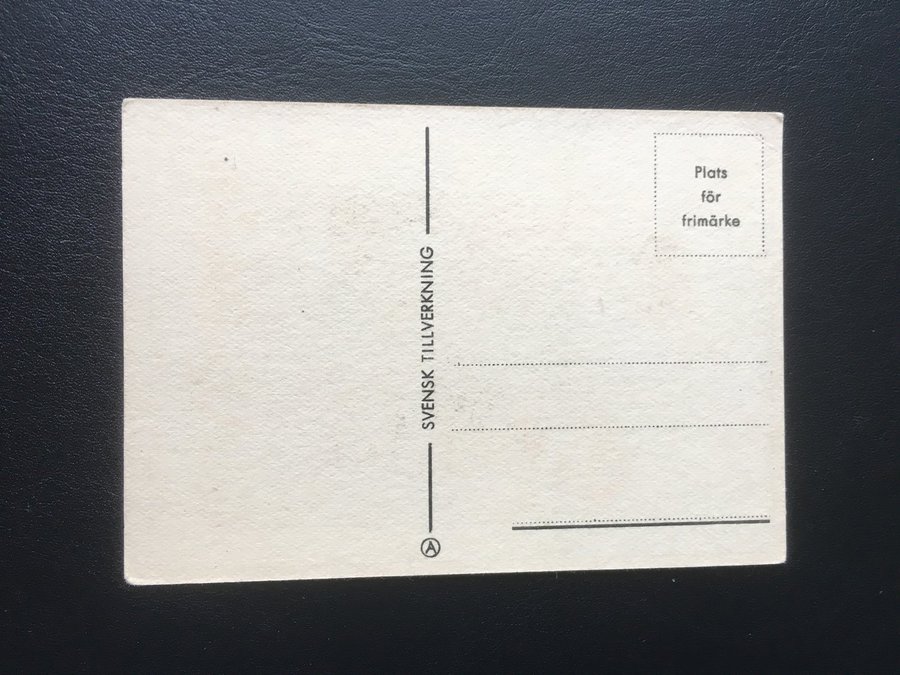 SVENSK TILLVERKNING
A
Plats
för
frimärke